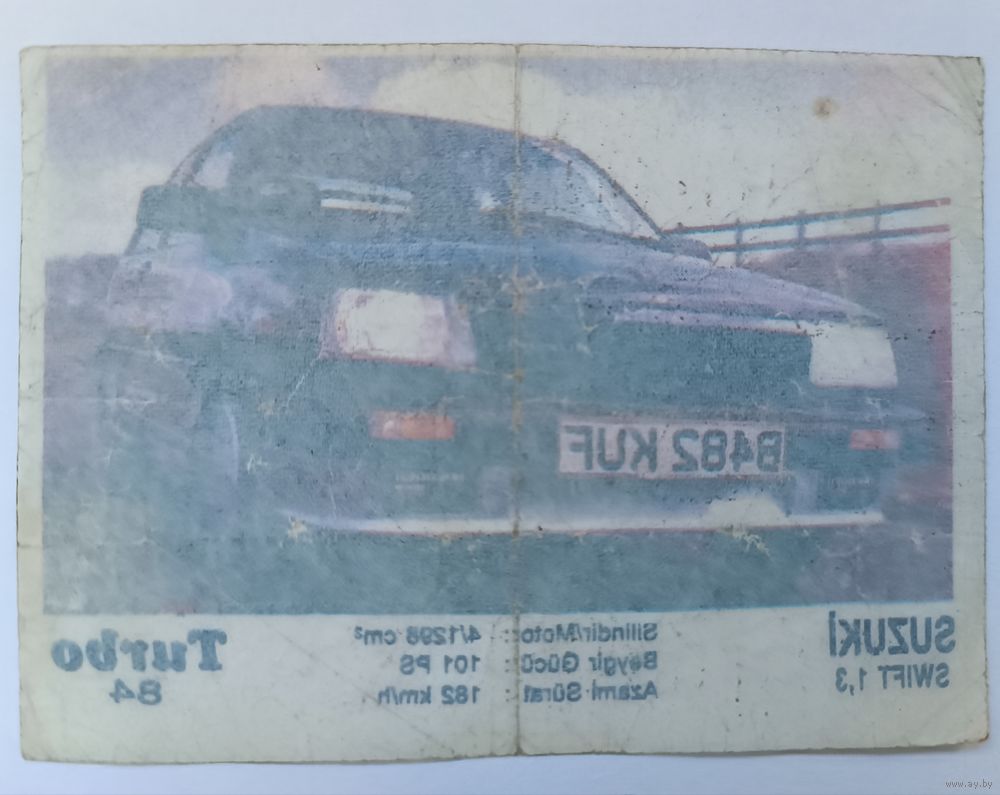 B482 KUF
SUZUKİ
SWIFT 1,3
Silindir/Motor : 4/1298 cm³
Beygir Gücü : 101 PS
Azami Sürat : 182 km/h
Turbo
84
www.ay.by